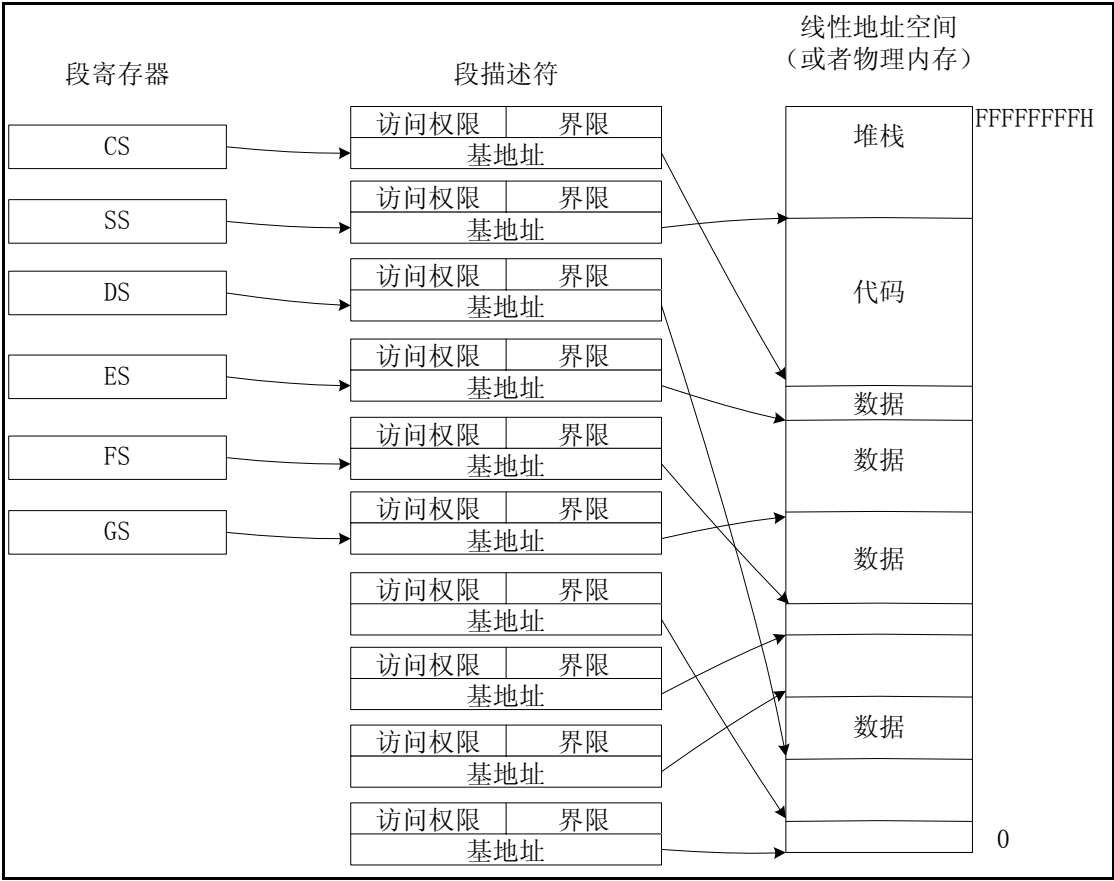 线性地址空间
（或者物理内存）
段寄存器
段描述符
CS
SS
DS
ES
FS
GS
访问权限 界限
基地址
访问权限 界限
基地址
访问权限 界限
基地址
访问权限 界限
基地址
访问权限 界限
基地址
访问权限 界限
基地址
访问权限 界限
基地址
访问权限 界限
基地址
访问权限 界限
基地址
访问权限 界限
基地址
堆栈
FFFFFFFFH
代码
数据
数据
数据
数据
0